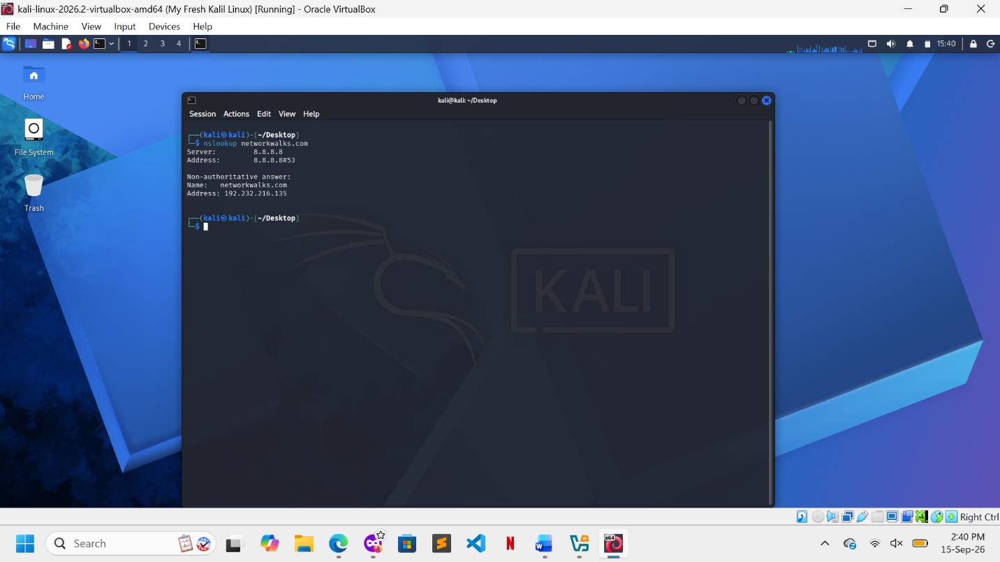 kali-linux-2026.2-virtualbox-amd64 (My Fresh Kalil Linux) [Running] - Oracle VirtualBox
File Machine View Input Devices Help
1 2 3 4 15:40
Home
File System
Trash
kali@kali: ~/Desktop
Session Actions Edit View Help
┌──(kali㉿kali)-[~/Desktop]
└─$ nslookup networkwalks.com
Server: 8.8.8.8
Address: 8.8.8.8#53
Non-authoritative answer:
Name: networkwalks.com
Address: 192.232.216.135
┌──(kali㉿kali)-[~/Desktop]
└─$
KALI
Right Ctrl
Search
x64
2:40 PM
15-Sep-26